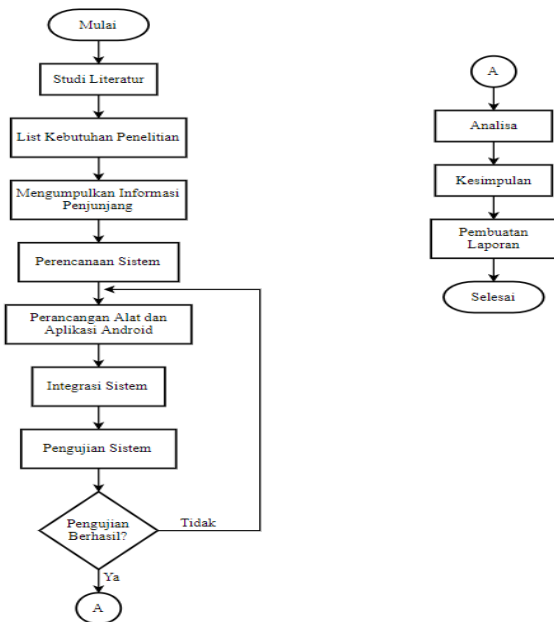 Mulai
Studi Literatur
List Kebutuhan Penelitian
Mengumpulkan Informasi
Penjunjang
Perencanaan Sistem
Perancangan Alat dan
Aplikasi Android
Integrasi Sistem
Pengujian Sistem
Pengujian
Berhasil?
Tidak
Ya
A
A
Analisa
Kesimpulan
Pembuatan
Laporan
Selesai